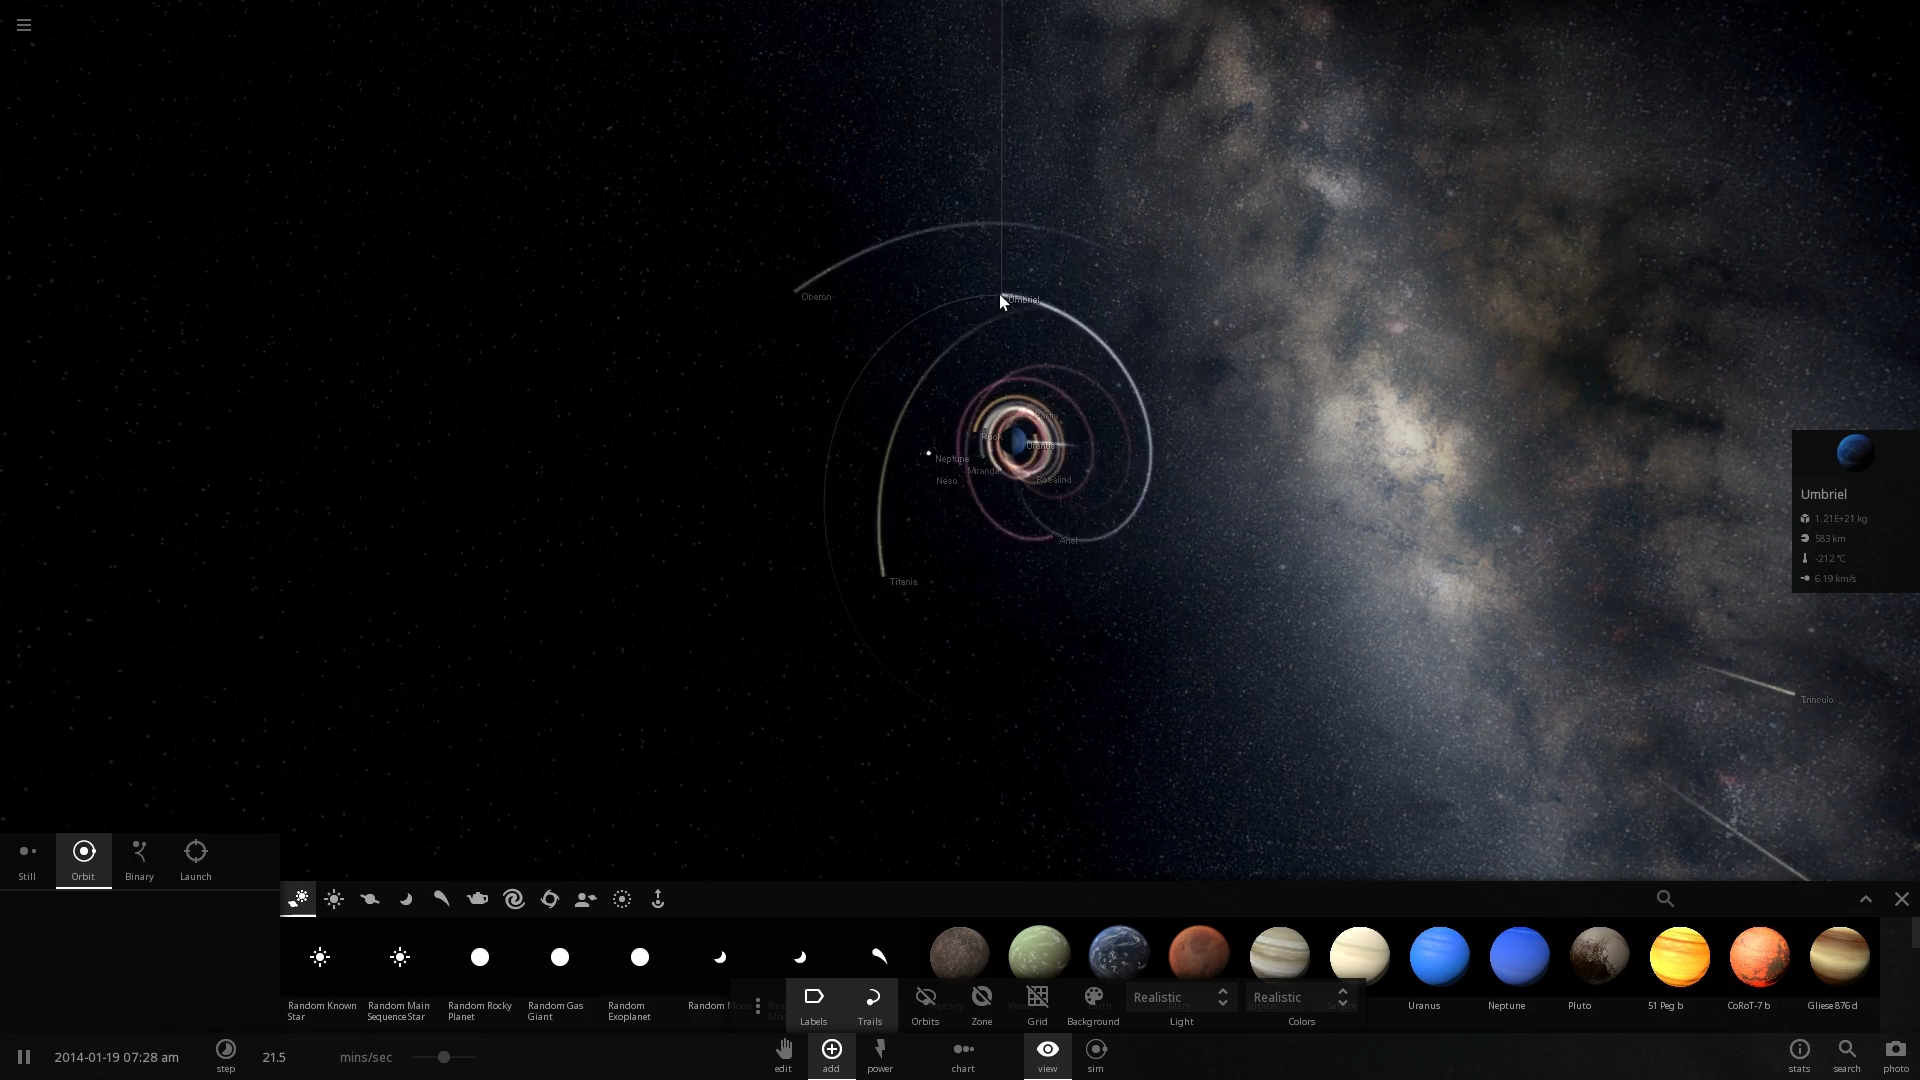 Oberon
Umbriel
Portia
Puck
Uranus
Neptune
Miranda
Neso
Rosalind
Ariel
Titania
Umbriel
1.21E+21 kg
583 km
-212 °C
6.19 km/s
Trinculo
Still
Orbit
Binary
Launch
Random Known
Star
Random Main
Sequence Star
Random Rocky
Planet
Random Gas
Giant
Random
Exoplanet
Random Moon
Uranus
Neptune
Pluto
51 Peg b
CoRoT-7 b
Gliese 876 d
Labels
Trails
Orbits
Zone
Grid
Background
Realistic
Light
Realistic
Colors
2014-01-19 07:28 am
step
21.5
mins/sec
edit
add
power
chart
view
sim
stats
search
photo